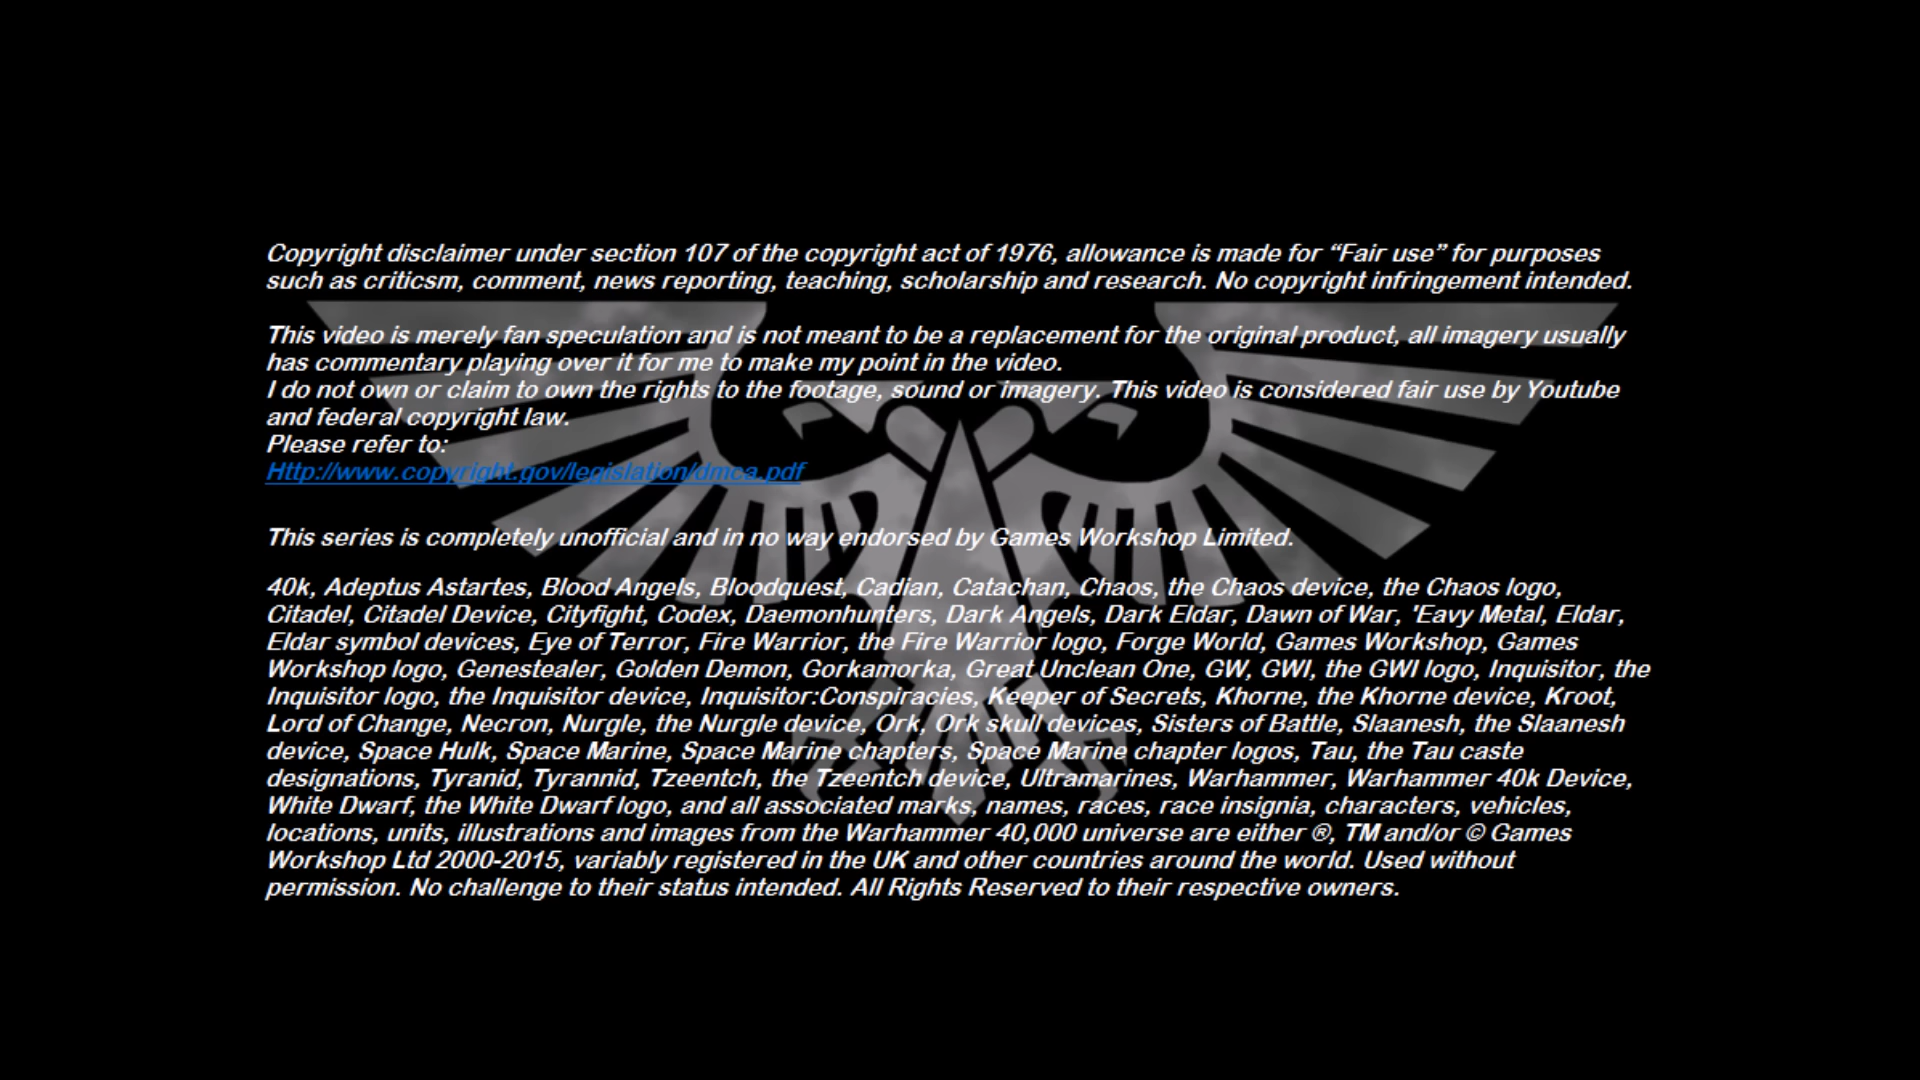 Copyright disclaimer under section 107 of the copyright act of 1976, allowance is made for “Fair use” for purposes
such as criticsm, comment, news reporting, teaching, scholarship and research. No copyright infringement intended.
This video is merely fan speculation and is not meant to be a replacement for the original product, all imagery usually
has commentary playing over it for me to make my point in the video.
I do not own or claim to own the rights to the footage, sound or imagery. This video is considered fair use by Youtube
and federal copyright law.
Please refer to:
Http://www.copyright.gov/legislation/dmca.pdf
This series is completely unofficial and in no way endorsed by Games Workshop Limited.
40k, Adeptus Astartes, Blood Angels, Bloodquest, Cadian, Catachan, Chaos, the Chaos device, the Chaos logo,
Citadel, Citadel Device, Cityfight, Codex, Daemonhunters, Dark Angels, Dark Eldar, Dawn of War, 'Eavy Metal, Eldar,
Eldar symbol devices, Eye of Terror, Fire Warrior, the Fire Warrior logo, Forge World, Games Workshop, Games
Workshop logo, Genestealer, Golden Demon, Gorkamorka, Great Unclean One, GW, GWI, the GWI logo, Inquisitor, the
Inquisitor logo, the Inquisitor device, Inquisitor:Conspiracies, Keeper of Secrets, Khorne, the Khorne device, Kroot,
Lord of Change, Necron, Nurgle, the Nurgle device, Ork, Ork skull devices, Sisters of Battle, Slaanesh, the Slaanesh
device, Space Hulk, Space Marine, Space Marine chapters, Space Marine chapter logos, Tau, the Tau caste
designations, Tyranid, Tyrannid, Tzeentch, the Tzeentch device, Ultramarines, Warhammer, Warhammer 40k Device,
White Dwarf, the White Dwarf logo, and all associated marks, names, races, race insignia, characters, vehicles,
locations, units, illustrations and images from the Warhammer 40,000 universe are either ®, TM and/or © Games
Workshop Ltd 2000-2015, variably registered in the UK and other countries around the world. Used without
permission. No challenge to their status intended. All Rights Reserved to their respective owners.